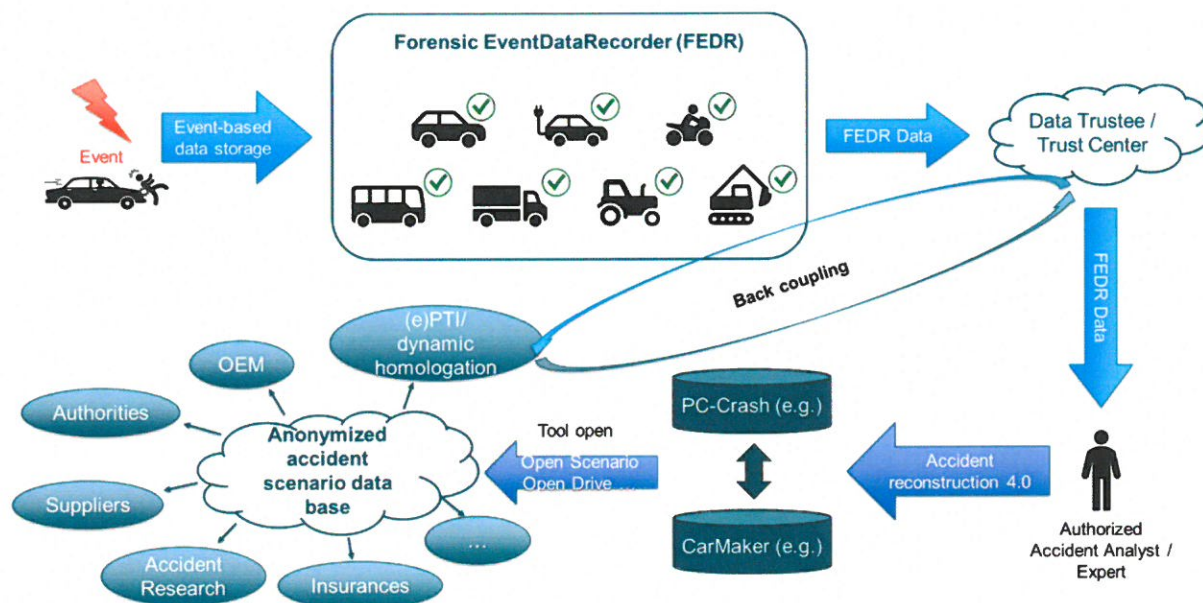 Forensic EventDataRecorder (FEDR)
Event
Event-based
data storage
FEDR Data
Data Trustee /
Trust Center
FEDR Data
Back coupling
(e)PTI/
dynamic
homologation
OEM
Authorities
Suppliers
Accident
Research
Insurances
...
Anonymized
accident
scenario data
base
Tool open
Open Scenario
Open Drive ...
PC-Crash (e.g.)
CarMaker (e.g.)
Accident
reconstruction 4.0
Authorized
Accident Analyst /
Expert